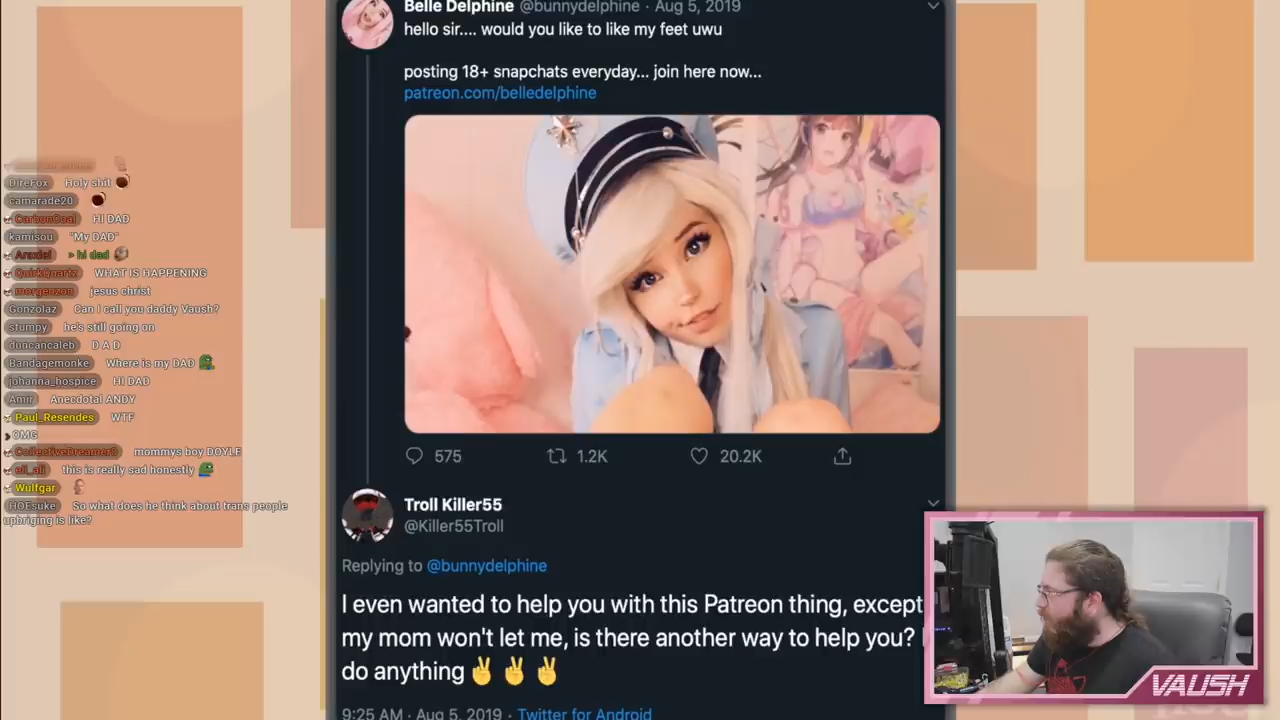 Belle Delphine @bunnydelphine · Aug 5, 2019
hello sir.... would you like to like my feet uwu
posting 18+ snapchats everyday... join here now...
patreon.com/belledelphine
575 1.2K 20.2K
Troll Killer55
@Killer55Troll
Replying to @bunnydelphine
I even wanted to help you with this Patreon thing, except
my mom won't let me, is there another way to help you? I
do anything ✌✌✌
9:25 AM · Aug 5, 2019 · Twitter for Android
DireFox Holy shit
camarade20
CarbonCoal HI DAD
kamisou "My DAD"
Araxiel > hi dad
QuirkQuartz WHAT IS HAPPENING
morgeuzon jesus christ
Gonzolaz Can I call you daddy Vaush?
stumpy he's still going on
duncancaleb D A D
Bandagemonke Where is my DAD
johanna_hospice HI DAD
Amir Anecdotal ANDY
Paul_Resendes WTF
OMG
CollectiveDreamer0 mommys boy DOYLE
eli_ali this is really sad honestly
Wulfgar
HOEsuke So what does he think about trans people
upbriging is like?
VAUSH